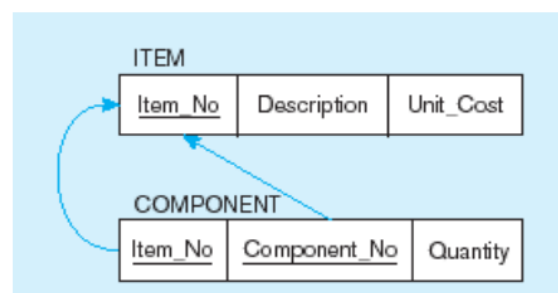 ITEM
Item_No Description Unit_Cost
COMPONENT
Item_No Component_No Quantity